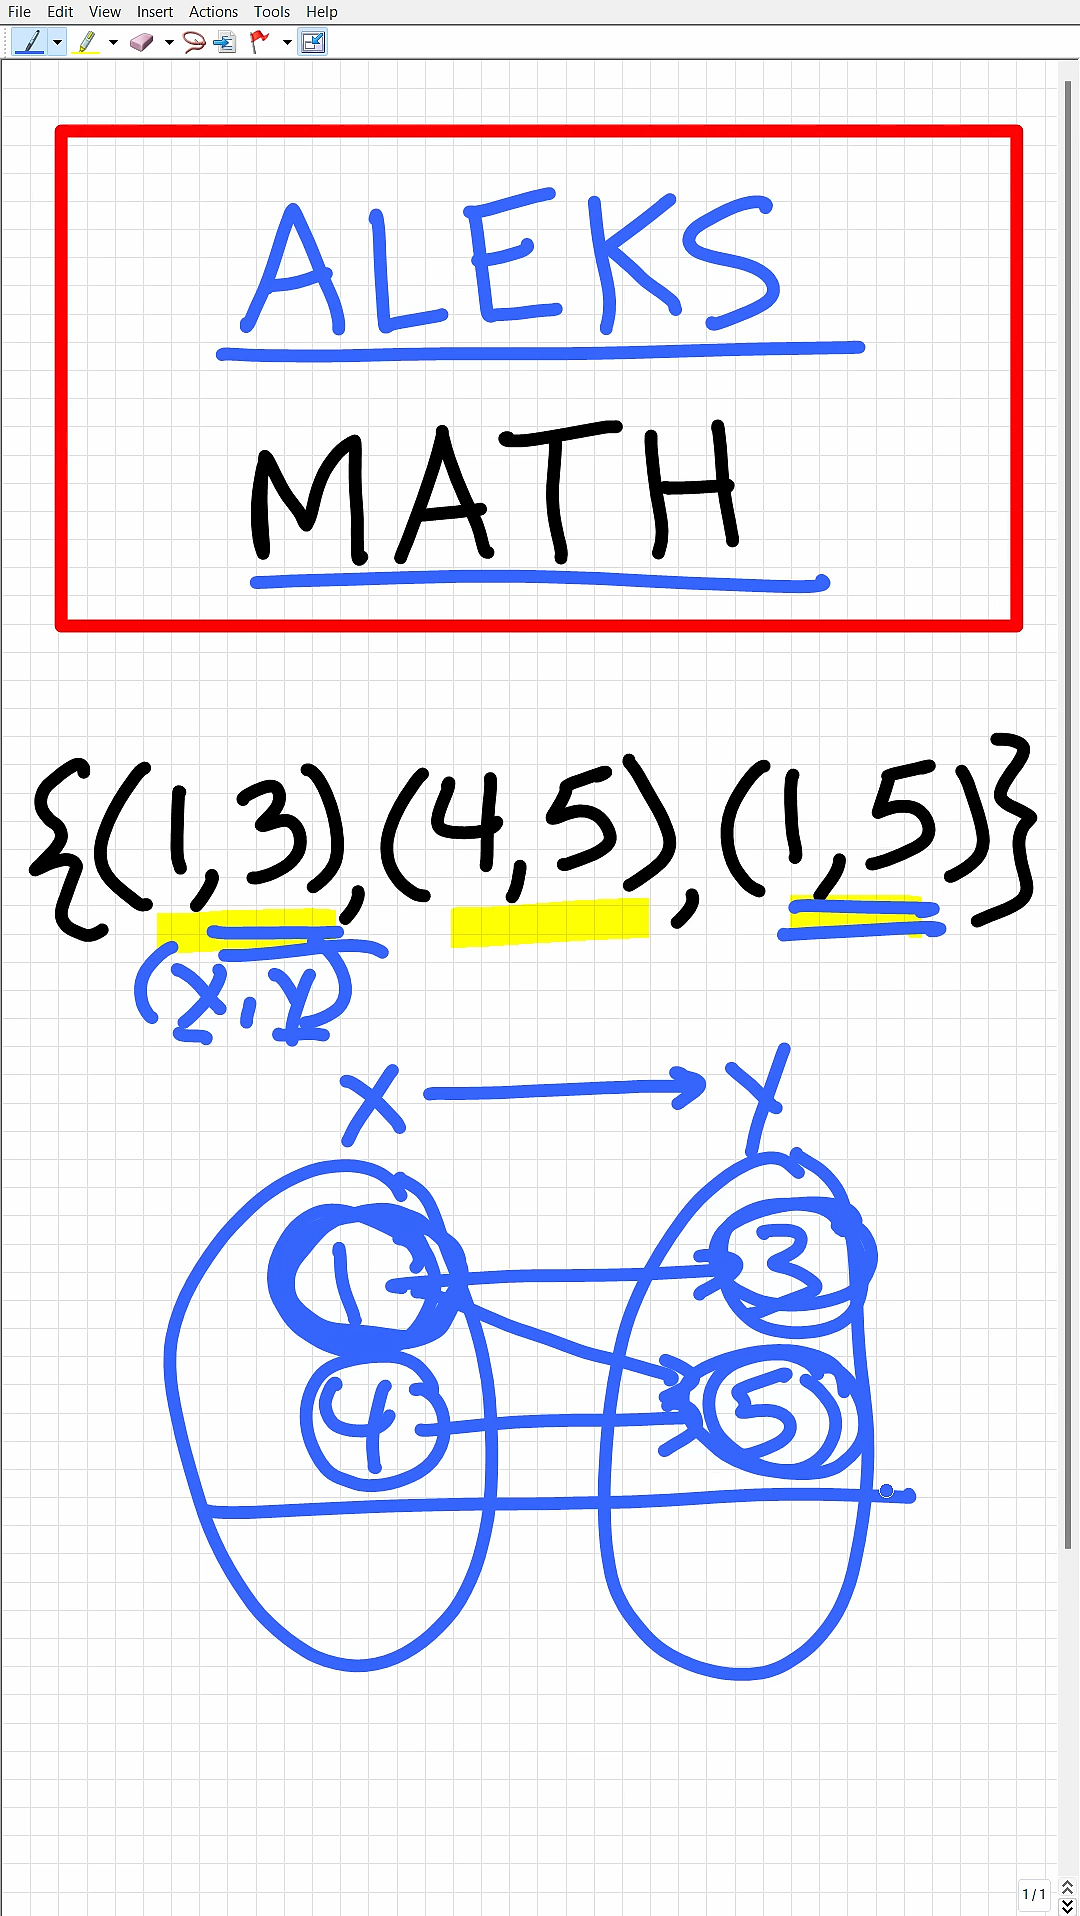 File Edit View Insert Actions Tools Help
ALEKS
MATH
{(1,3),(4,5),(1,5)}
(x,y)
x → y
1 3
4 5
1/1